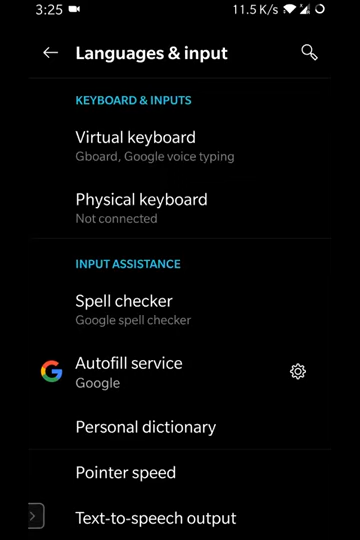 3:25
11.5 K/s
Languages & input
KEYBOARD & INPUTS
Virtual keyboard
Gboard, Google voice typing
Physical keyboard
Not connected
INPUT ASSISTANCE
Spell checker
Google spell checker
Autofill service
Google
Personal dictionary
Pointer speed
Text-to-speech output